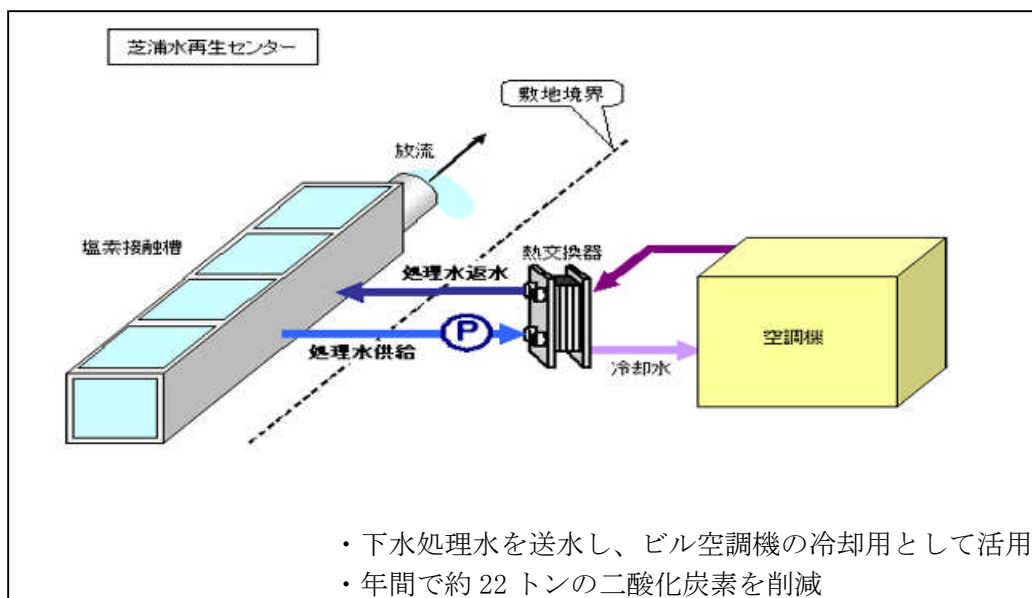 芝浦水再生センター
敷地境界
放流
塩素接触槽
熱交換器
処理水返水
P
空調機
処理水供給
冷却水
・下水処理水を送水し、ビル空調機の冷却用として活用
・年間で約 22 トンの二酸化炭素を削減